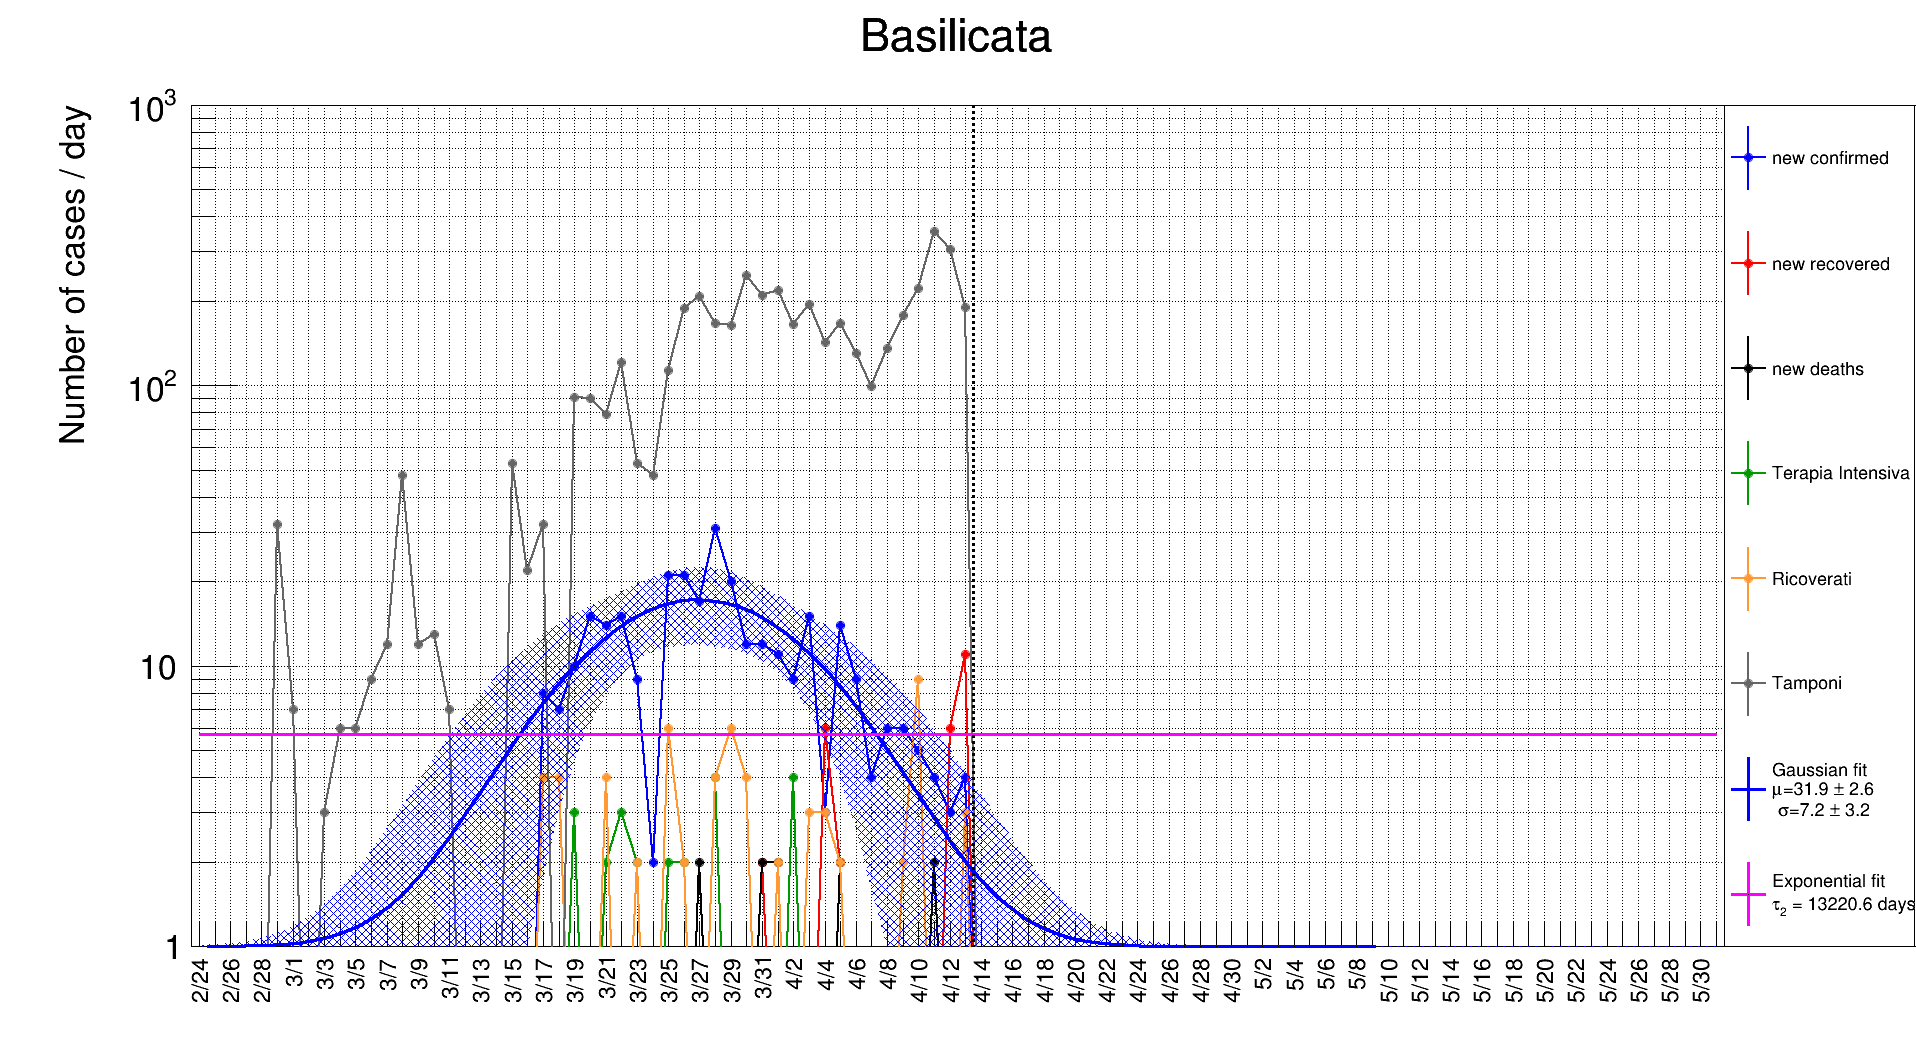 Basilicata
Number of cases / day
10³
10²
10
1
2/24 2/26 2/28 3/1 3/3 3/5 3/7 3/9 3/11 3/13 3/15 3/17 3/19 3/21 3/23 3/25 3/27 3/29 3/31 4/2 4/4 4/6 4/8 4/10 4/12 4/14 4/16 4/18 4/20 4/22 4/24 4/26 4/28 4/30 5/2 5/4 5/6 5/8 5/10 5/12 5/14 5/16 5/18 5/20 5/22 5/24 5/26 5/28 5/30
new confirmed
new recovered
new deaths
Terapia Intensiva
Ricoverati
Tamponi
Gaussian fit
μ=31.9 ± 2.6
σ=7.2 ± 3.2
Exponential fit
τ₂ = 13220.6 days